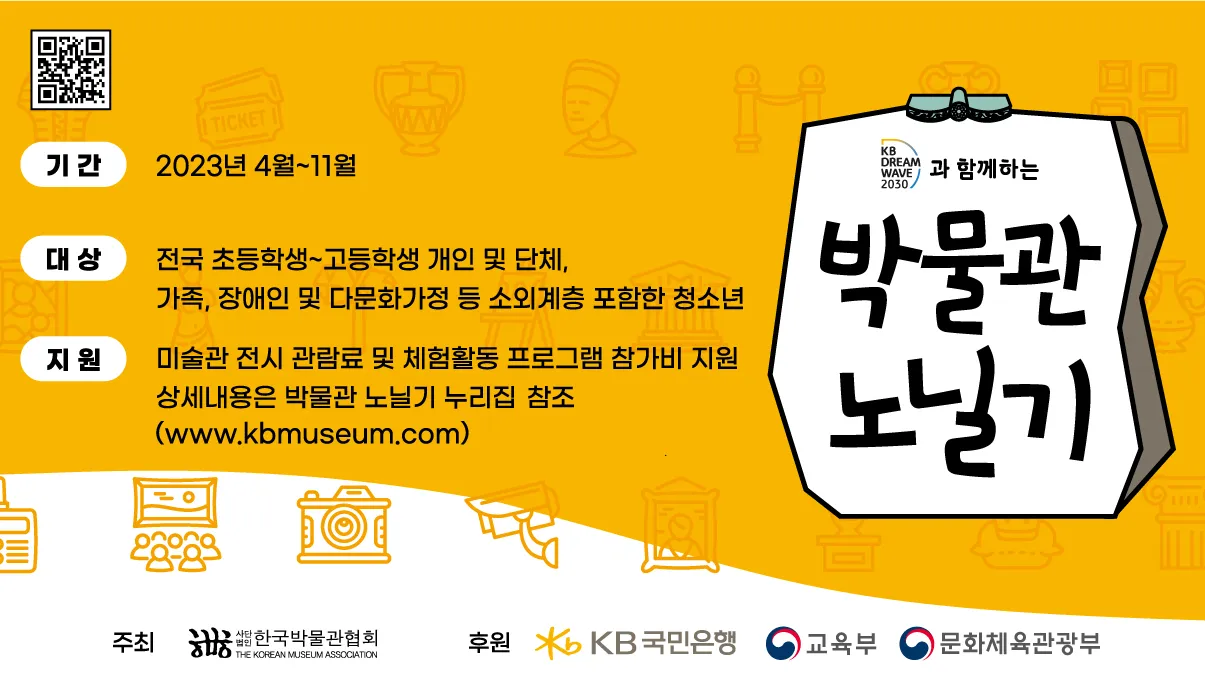 기간
2023년 4월~11월
대상
전국 초등학생~고등학생 개인 및 단체,
가족, 장애인 및 다문화가정 등 소외계층 포함한 청소년
지원
미술관 전시 관람료 및 체험활동 프로그램 참가비 지원
상세내용은 박물관 노닐기 누리집 참조
(www.kbmuseum.com)
TICKET
KB
DREAM
WAVE
2030
과 함께하는
박물관
노닐기
주최
사단
법인
한국박물관협회
THE KOREAN MUSEUM ASSOCIATION
후원
KB국민은행
교육부
문화체육관광부